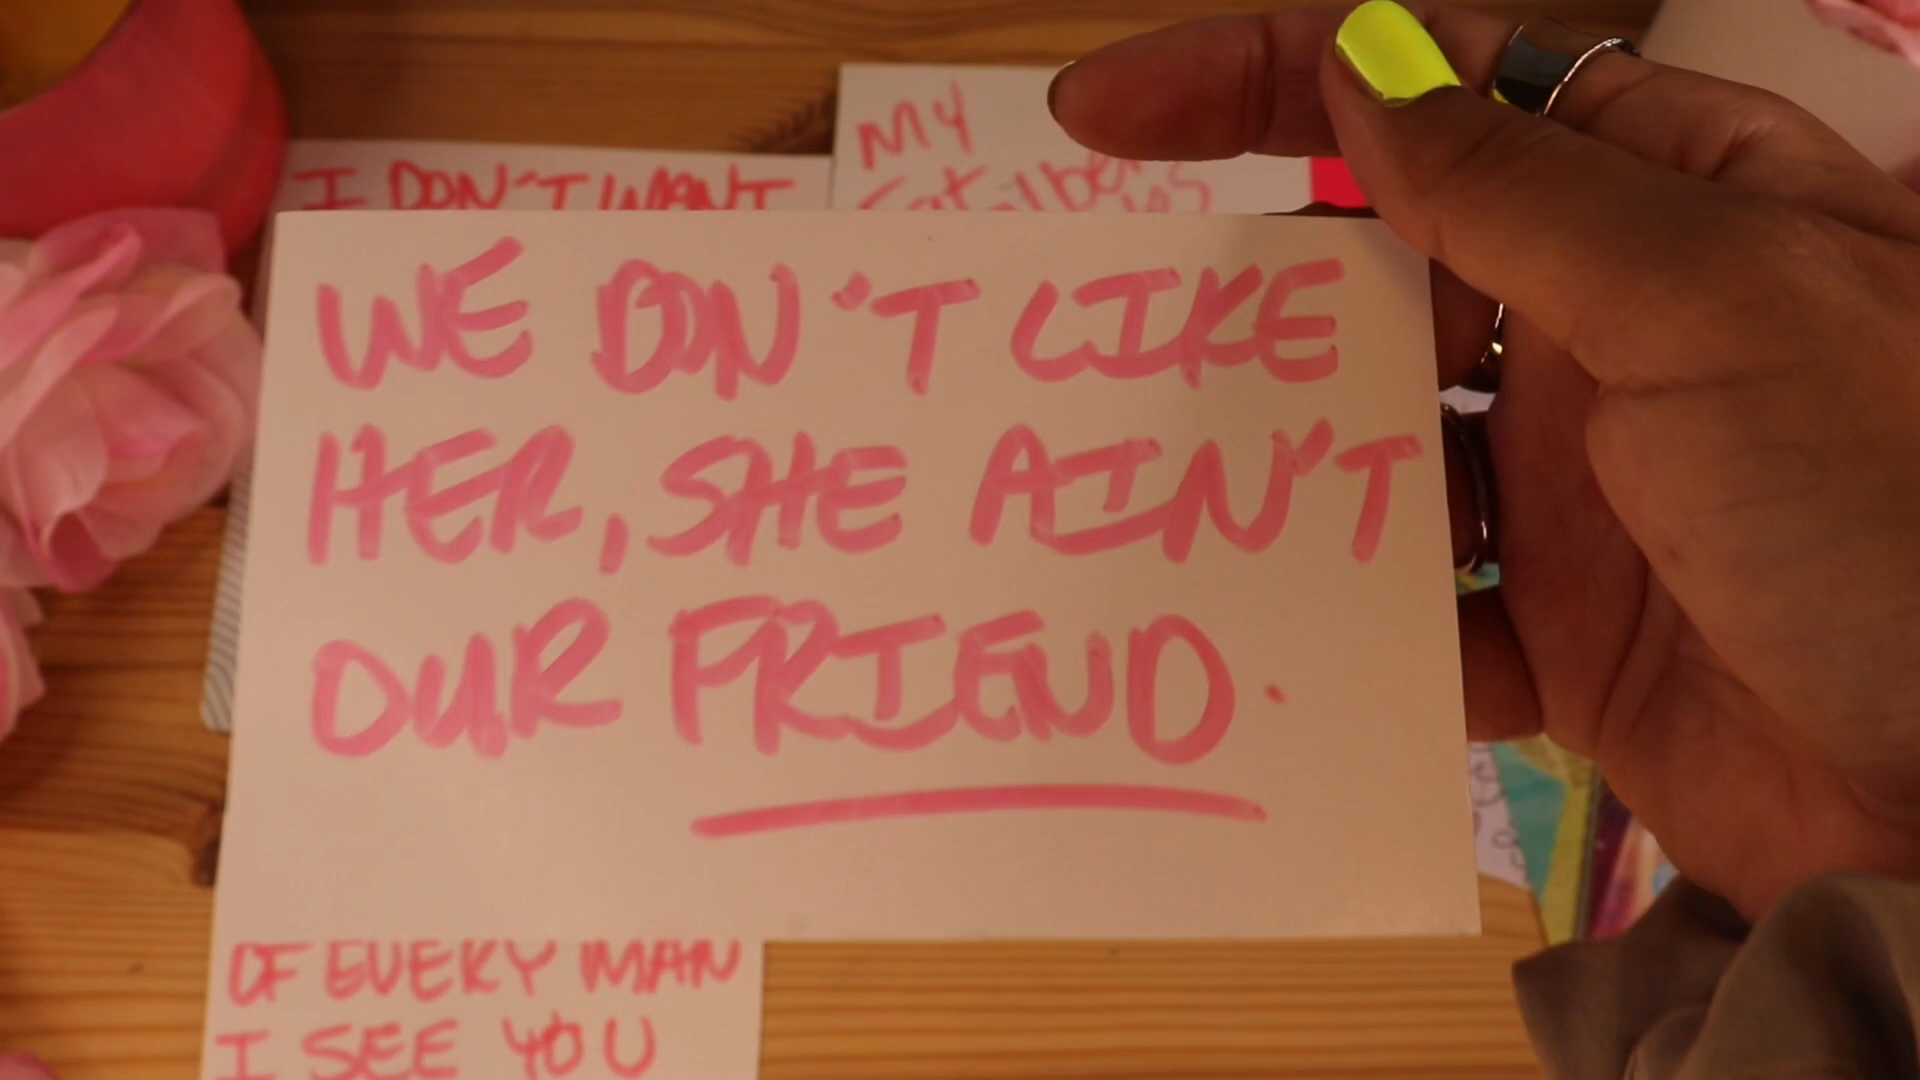 I DON'T WANT
MY
WE DON'T LIKE
HER, SHE AIN'T
OUR FRIEND.
OF EVERY MAN
I SEE YOU